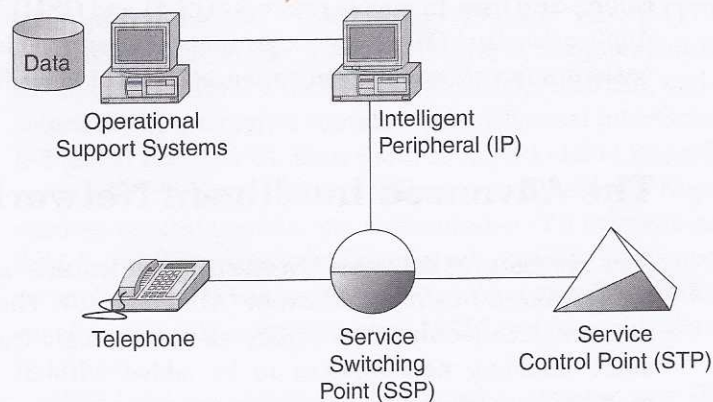 Data
Operational
Support Systems
Intelligent
Peripheral (IP)
Telephone
Service
Switching
Point (SSP)
Service
Control Point (STP)